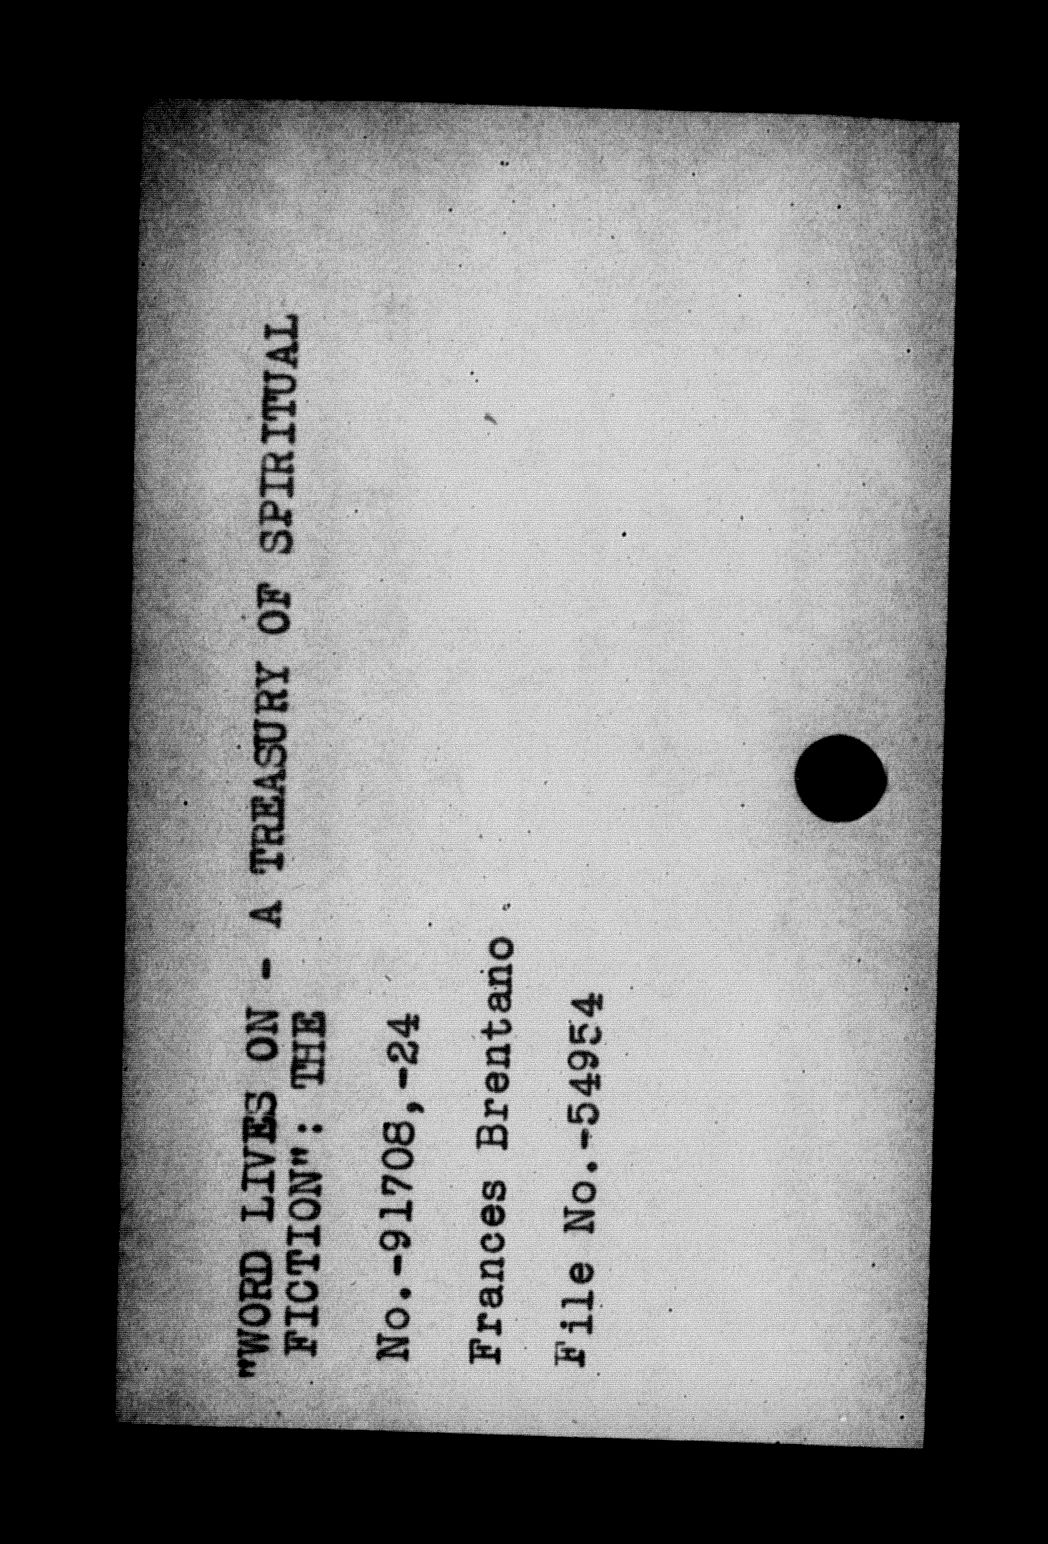 "WORD LIVES ON - A TREASURY OF SPIRITUAL
FICTION": THE
No.-91708,-24
Frances Brentano
File No.-54954